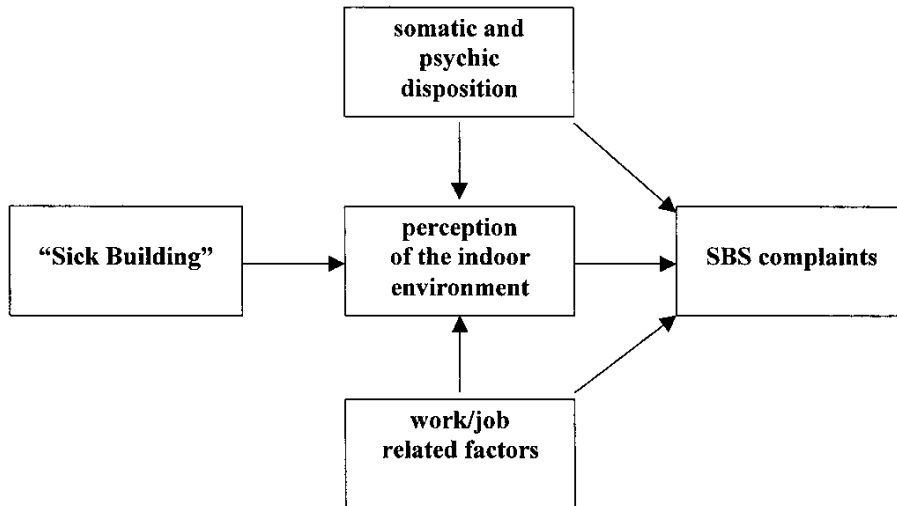 somatic and
psychic
disposition
“Sick Building”
perception
of the indoor
environment
SBS complaints
work/job
related factors